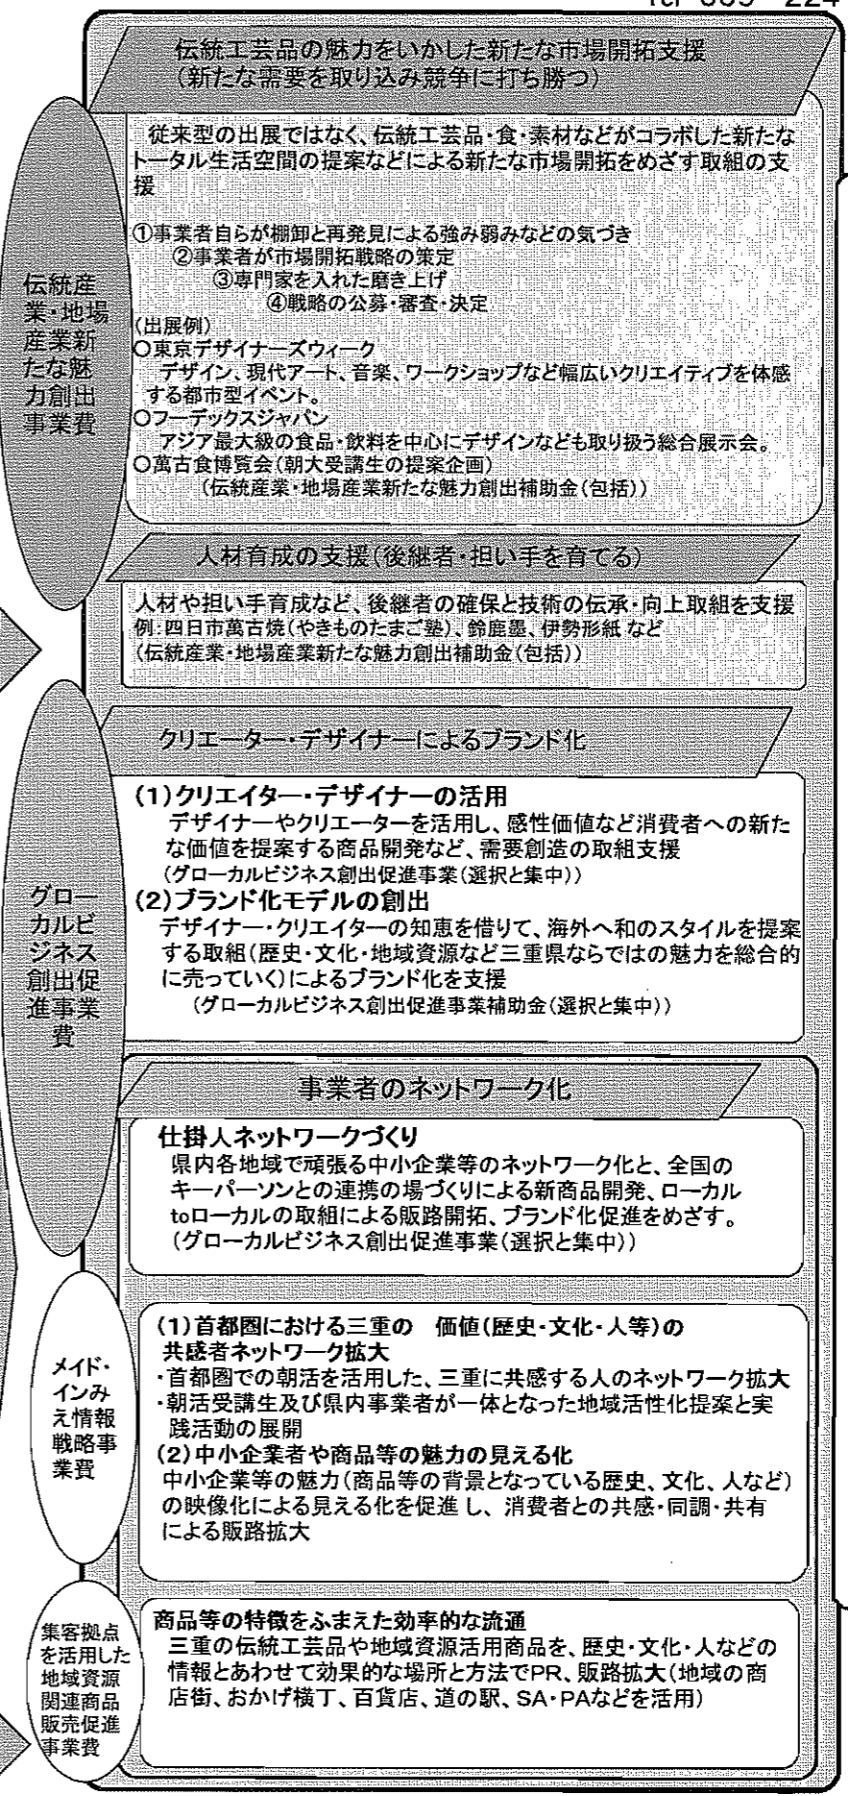 Tel 059 224
伝統工芸品の魅力をいかした新たな市場開拓支援
(新たな需要を取り込み競争に打ち勝つ)
従来型の出展ではなく、伝統工芸品・食・素材などがコラボした新たな
トータル生活空間の提案などによる新たな市場開拓をめざす取組の支
援
①事業者自らが棚卸と再発見による強み弱みなどの気づき
②事業者が市場開拓戦略の策定
③専門家を入れた磨き上げ
④戦略の公募・審査・決定
(出展例)
○東京デザイナーズウィーク
デザイン、現代アート、音楽、ワークショップなど幅広いクリエイティブを体感
する都市型イベント。
○フーデックスジャパン
アジア最大級の食品・飲料を中心にデザインなども取り扱う総合展示会。
○萬古食博覧会(朝大受講生の提案企画)
(伝統産業・地場産業新たな魅力創出補助金(包括))
伝統産
業・地場
産業新
たな魅
力創出
事業費
人材育成の支援(後継者・担い手を育てる)
人材や担い手育成など、後継者の確保と技術の伝承・向上取組を支援
例:四日市萬古焼(やきものたまご塾)、鈴鹿墨、伊勢形紙 など
(伝統産業・地場産業新たな魅力創出補助金(包括))
クリエーター・デザイナーによるブランド化
(1)クリエイター・デザイナーの活用
デザイナーやクリエーターを活用し、感性価値など消費者への新た
な価値を提案する商品開発など、需要創造の取組支援
(グローカルビジネス創出促進事業(選択と集中))
(2)ブランド化モデルの創出
デザイナー・クリエイターの知恵を借りて、海外へ和のスタイルを提案
する取組(歴史・文化・地域資源など三重県ならではの魅力を総合的
に売っていく)によるブランド化を支援
(グローカルビジネス創出促進事業補助金(選択と集中))
グロー
カルビ
ジネス
創出促
進事業
費
事業者のネットワーク化
仕掛人ネットワークづくり
県内各地域で頑張る中小企業等のネットワーク化と、全国の
キーパーソンとの連携の場づくりによる新商品開発、ローカル
toローカルの取組による販路開拓、ブランド化促進をめざす。
(グローカルビジネス創出促進事業(選択と集中))
(1)首都圏における三重の 価値(歴史・文化・人等)の
共感者ネットワーク拡大
・首都圏での朝活を活用した、三重に共感する人のネットワーク拡大
・朝活受講生及び県内事業者が一体となった地域活性化提案と実
践活動の展開
(2)中小企業者や商品等の魅力の見える化
中小企業等の魅力(商品等の背景となっている歴史、文化、人など)
の映像化による見える化を促進し、消費者との共感・同調・共有
による販路拡大
メイド・
インみ
え情報
戦略事
業費
商品等の特徴をふまえた効率的な流通
三重の伝統工芸品や地域資源活用商品を、歴史・文化・人などの
情報とあわせて効果的な場所と方法でPR、販路拡大(地域の商
店街、おかげ横丁、百貨店、道の駅、SA・PAなどを活用)
集客拠点
を活用した
地域資源
関連商品
販売促進
事業費